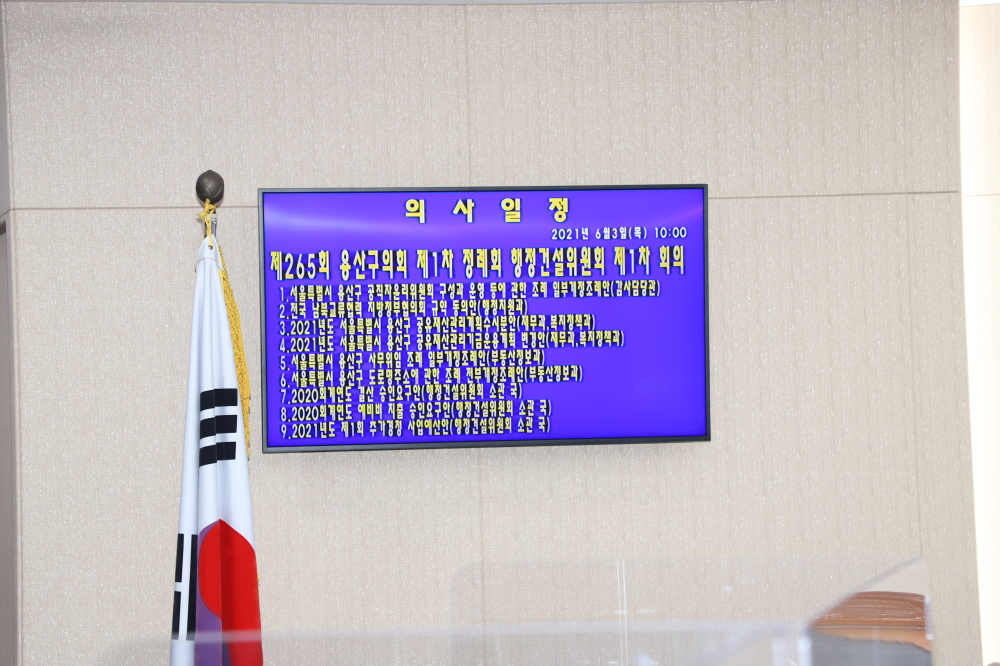 의 사 일 정
2021년 6월3일(목) 10:00
제265회 용산구의회 제1차 정례회 행정건설위원회 제1차 회의
1.서울특별시 용산구 공직자윤리위원회 구성과 운영 등에 관한 조례 일부개정조례안(감사담당관)
2.전국 남북교류협력 지방정부협의회 규약 동의안(행정지원과)
3.2021년도 서울특별시 용산구 공유재산관리계획수시분안(재무과,복지정책과)
4.2021년도 서울특별시 용산구 공유재산관리기금운용계획 변경안(재무과,복지정책과)
5.서울특별시 용산구 사무위임 조례 일부개정조례안(부동산정보과)
6.서울특별시 용산구 도로명주소에 관한 조례 전부개정조례안(부동산정보과)
7.2020회계연도 결산 승인요구안(행정건설위원회 소관 국)
8.2020회계연도 예비비 지출 승인요구안(행정건설위원회 소관 국)
9.2021년도 제1회 추가경정 사업예산안(행정건설위원회 소관 국)